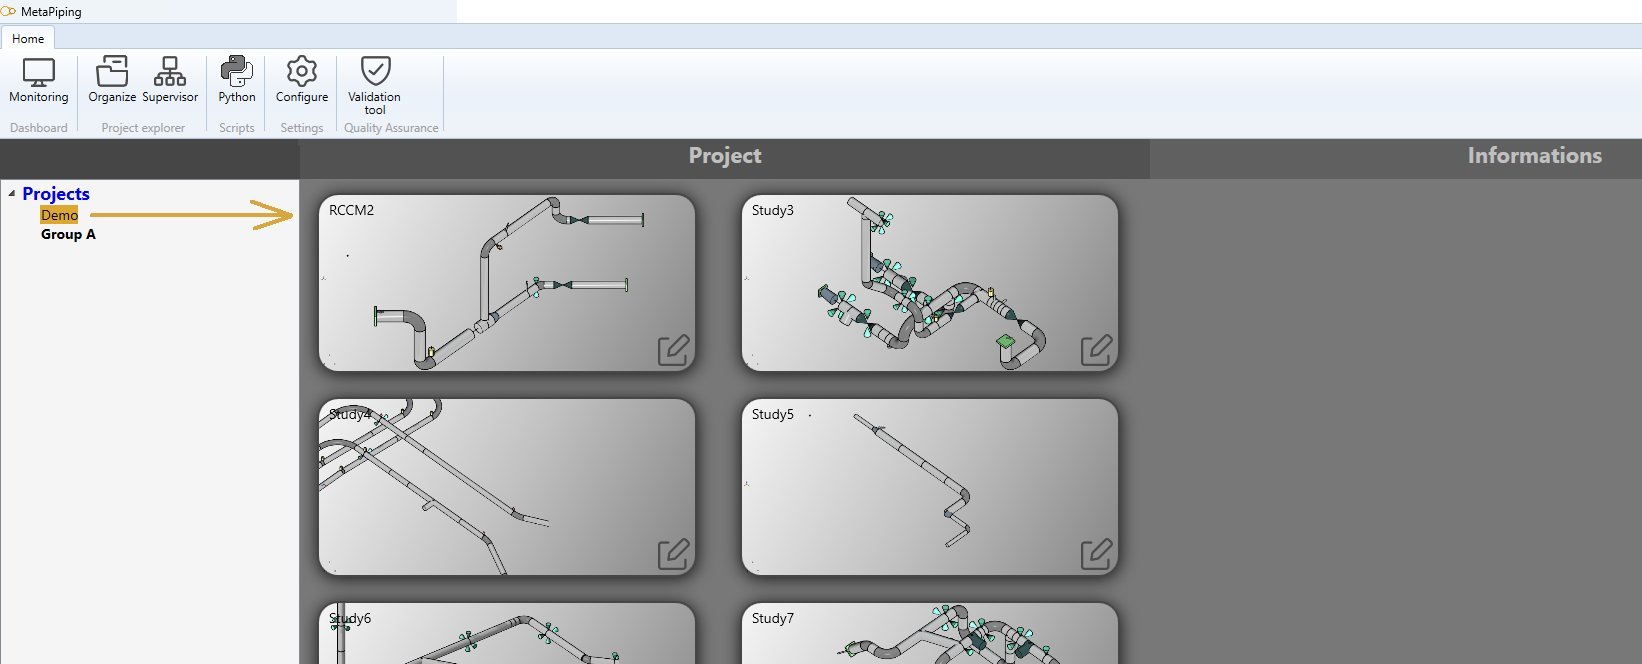 MetaPiping
Home
Monitoring
Organize
Supervisor
Python
Configure
Validation
tool
Dashboard
Project explorer
Scripts
Settings
Quality Assurance
Project
Informations
Projects
Demo
Group A
RCCM2
Study3
Study4
Study5
Study6
Study7